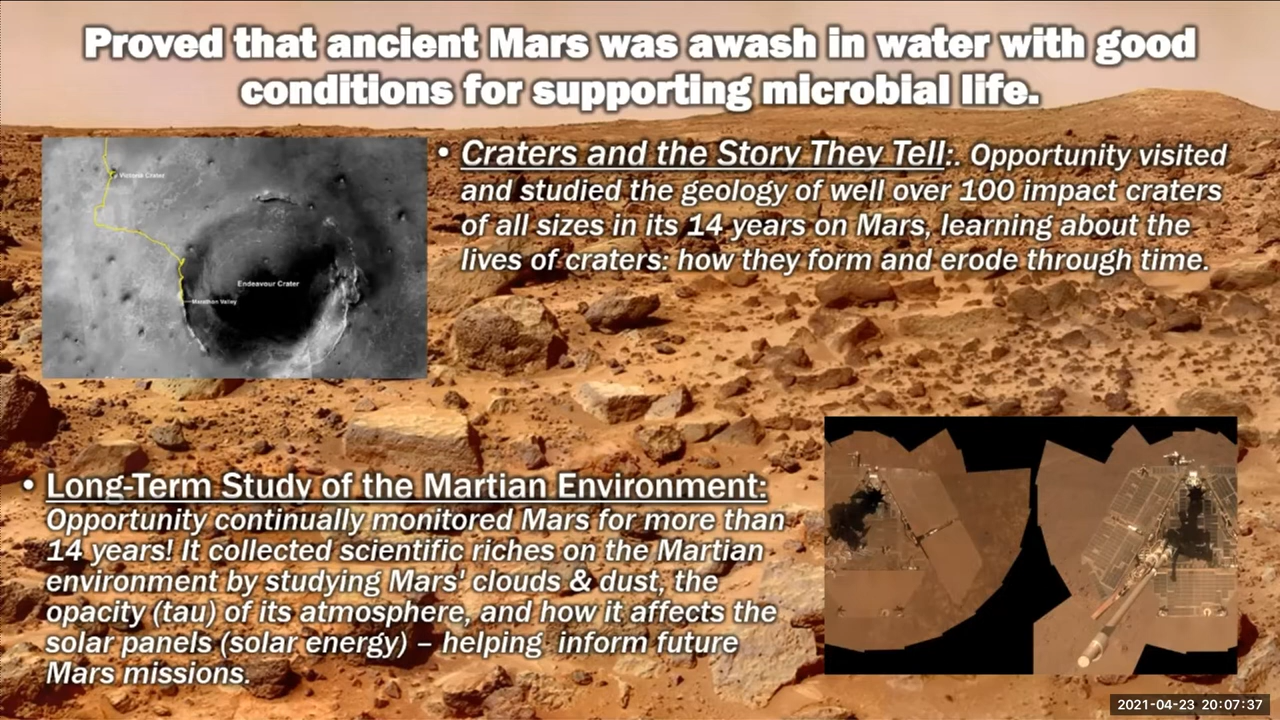 Proved that ancient Mars was awash in water with good
conditions for supporting microbial life.
Victoria Crater
Endeavour Crater
Marathon Valley
• Craters and the Story They Tell:. Opportunity visited
and studied the geology of well over 100 impact craters
of all sizes in its 14 years on Mars, learning about the
lives of craters: how they form and erode through time.
• Long-Term Study of the Martian Environment:
Opportunity continually monitored Mars for more than
14 years! It collected scientific riches on the Martian
environment by studying Mars' clouds & dust, the
opacity (tau) of its atmosphere, and how it affects the
solar panels (solar energy) – helping inform future
Mars missions.
2021-04-23 20:07:37